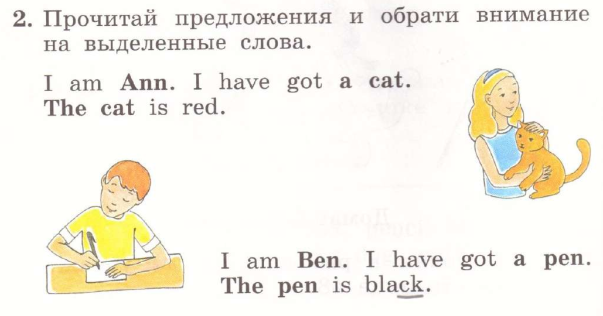 2. Прочитай предложения и обрати внимание
на выделенные слова.
I am Ann. I have got a cat.
The cat is red.
I am Ben. I have got a pen.
The pen is black.